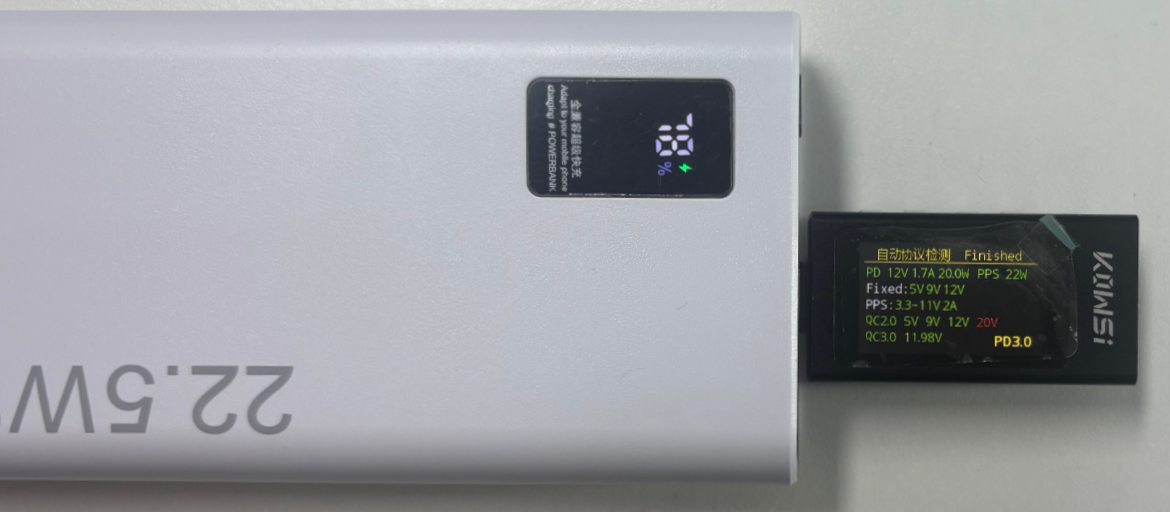 78%
全兼容超级快充
Adapt to your mobile phone
charging # POWERBANK
22.5W
自动协议检测 Finished
PD 12V 1.7A 20.0W PPS 22W
Fixed:5V 9V 12V
PPS:3.3-11V 2A
QC2.0 5V 9V 12V 20V
QC3.0 11.98V
PD3.0
KOWSi